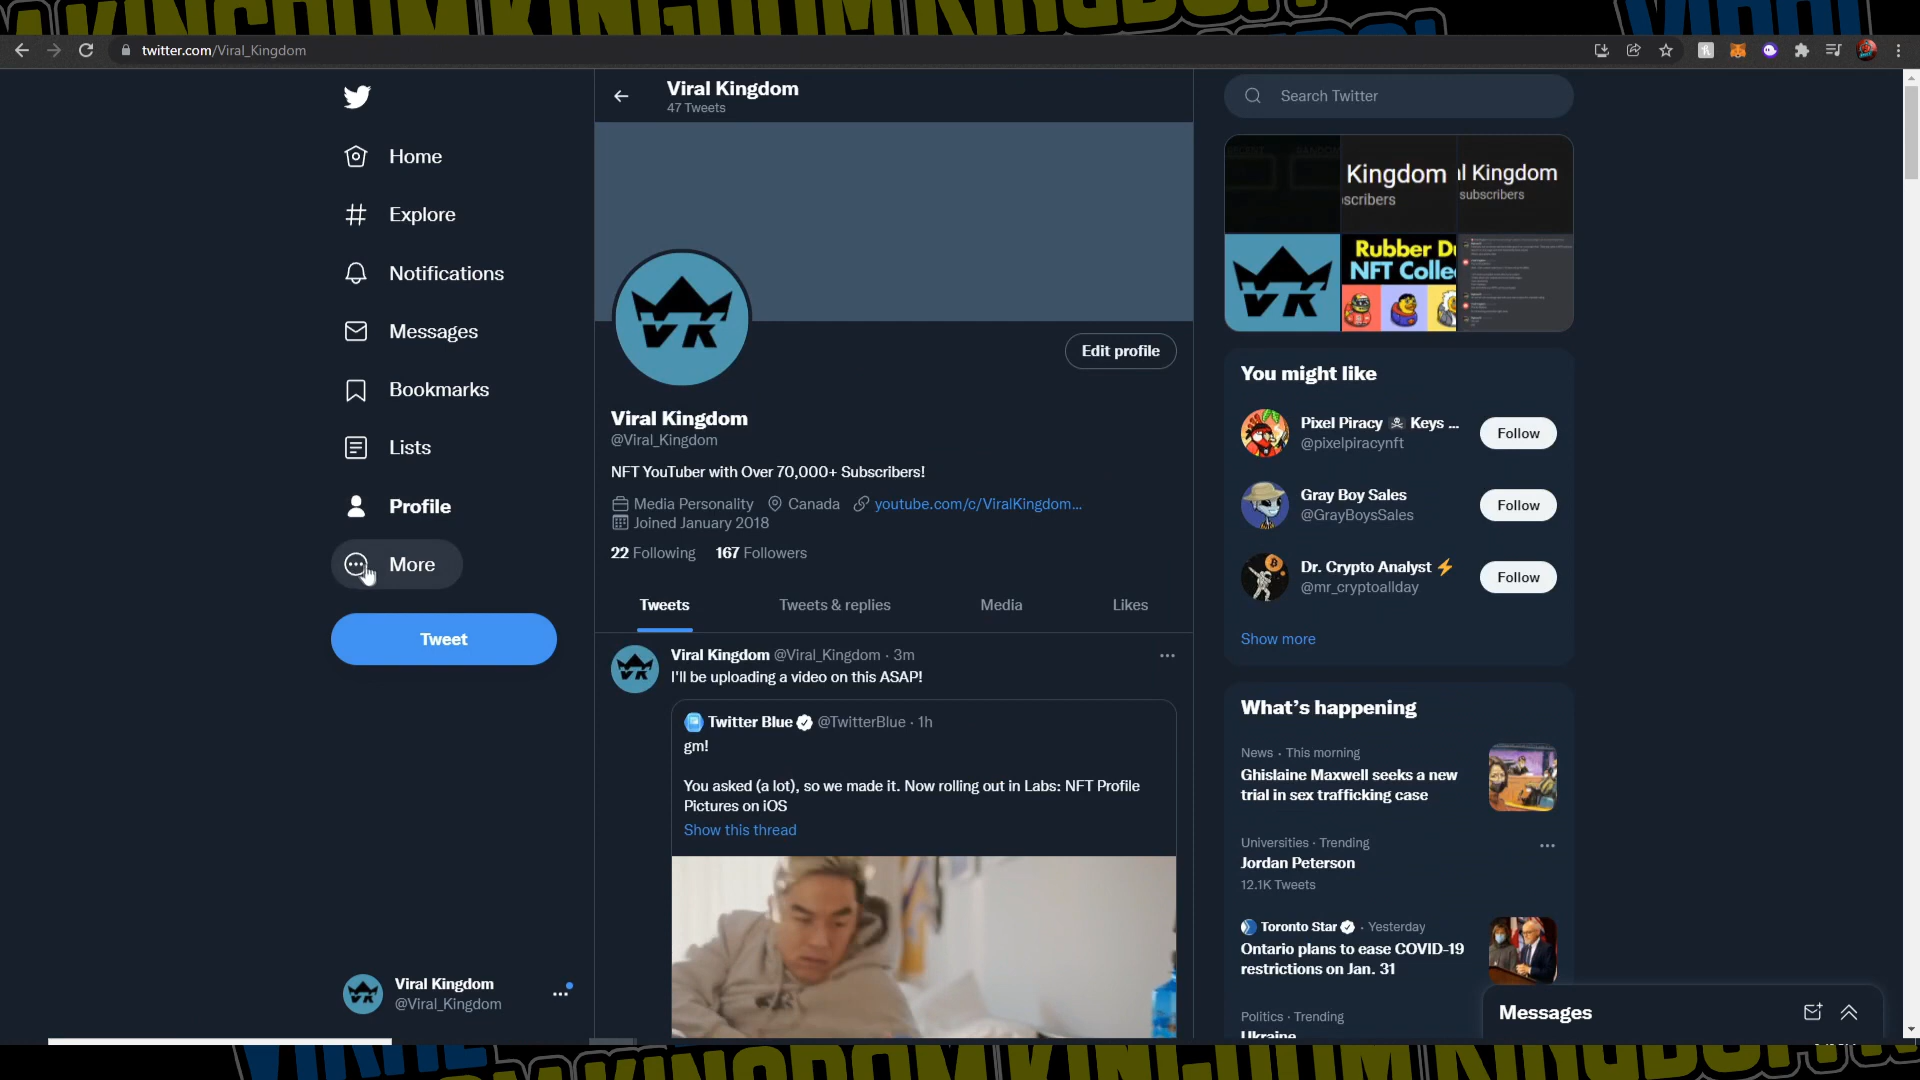 KINGDOM KINGDOM
twitter.com/Viral_Kingdom
Home
Explore
Notifications
Messages
Bookmarks
Lists
Profile
More
Tweet
Viral Kingdom
@Viral_Kingdom
Viral Kingdom
47 Tweets
VK
Edit profile
Viral Kingdom
@Viral_Kingdom
NFT YouTuber with Over 70,000+ Subscribers!
Media Personality Canada youtube.com/c/ViralKingdom...
Joined January 2018
22 Following 167 Followers
Tweets Tweets & replies Media Likes
Viral Kingdom @Viral_Kingdom · 3m
I'll be uploading a video on this ASAP!
Twitter Blue @TwitterBlue · 1h
gm!
You asked (a lot), so we made it. Now rolling out in Labs: NFT Profile
Pictures on iOS
Show this thread
Search Twitter
Kingdom
scribers
l Kingdom
subscribers
VK
Rubber Du
NFT Colle
You might like
Pixel Piracy ☠ Keys ...
@pixelpiracynft
Follow
Gray Boy Sales
@GrayBoysSales
Follow
Dr. Crypto Analyst ⚡
@mr_cryptoallday
Follow
Show more
What's happening
News · This morning
Ghislaine Maxwell seeks a new
trial in sex trafficking case
Universities · Trending
Jordan Peterson
12.1K Tweets
Toronto Star · Yesterday
Ontario plans to ease COVID-19
restrictions on Jan. 31
Politics · Trending
Ukraine
Messages
VIRAL KINGDOM KINGDOM KINGDOM